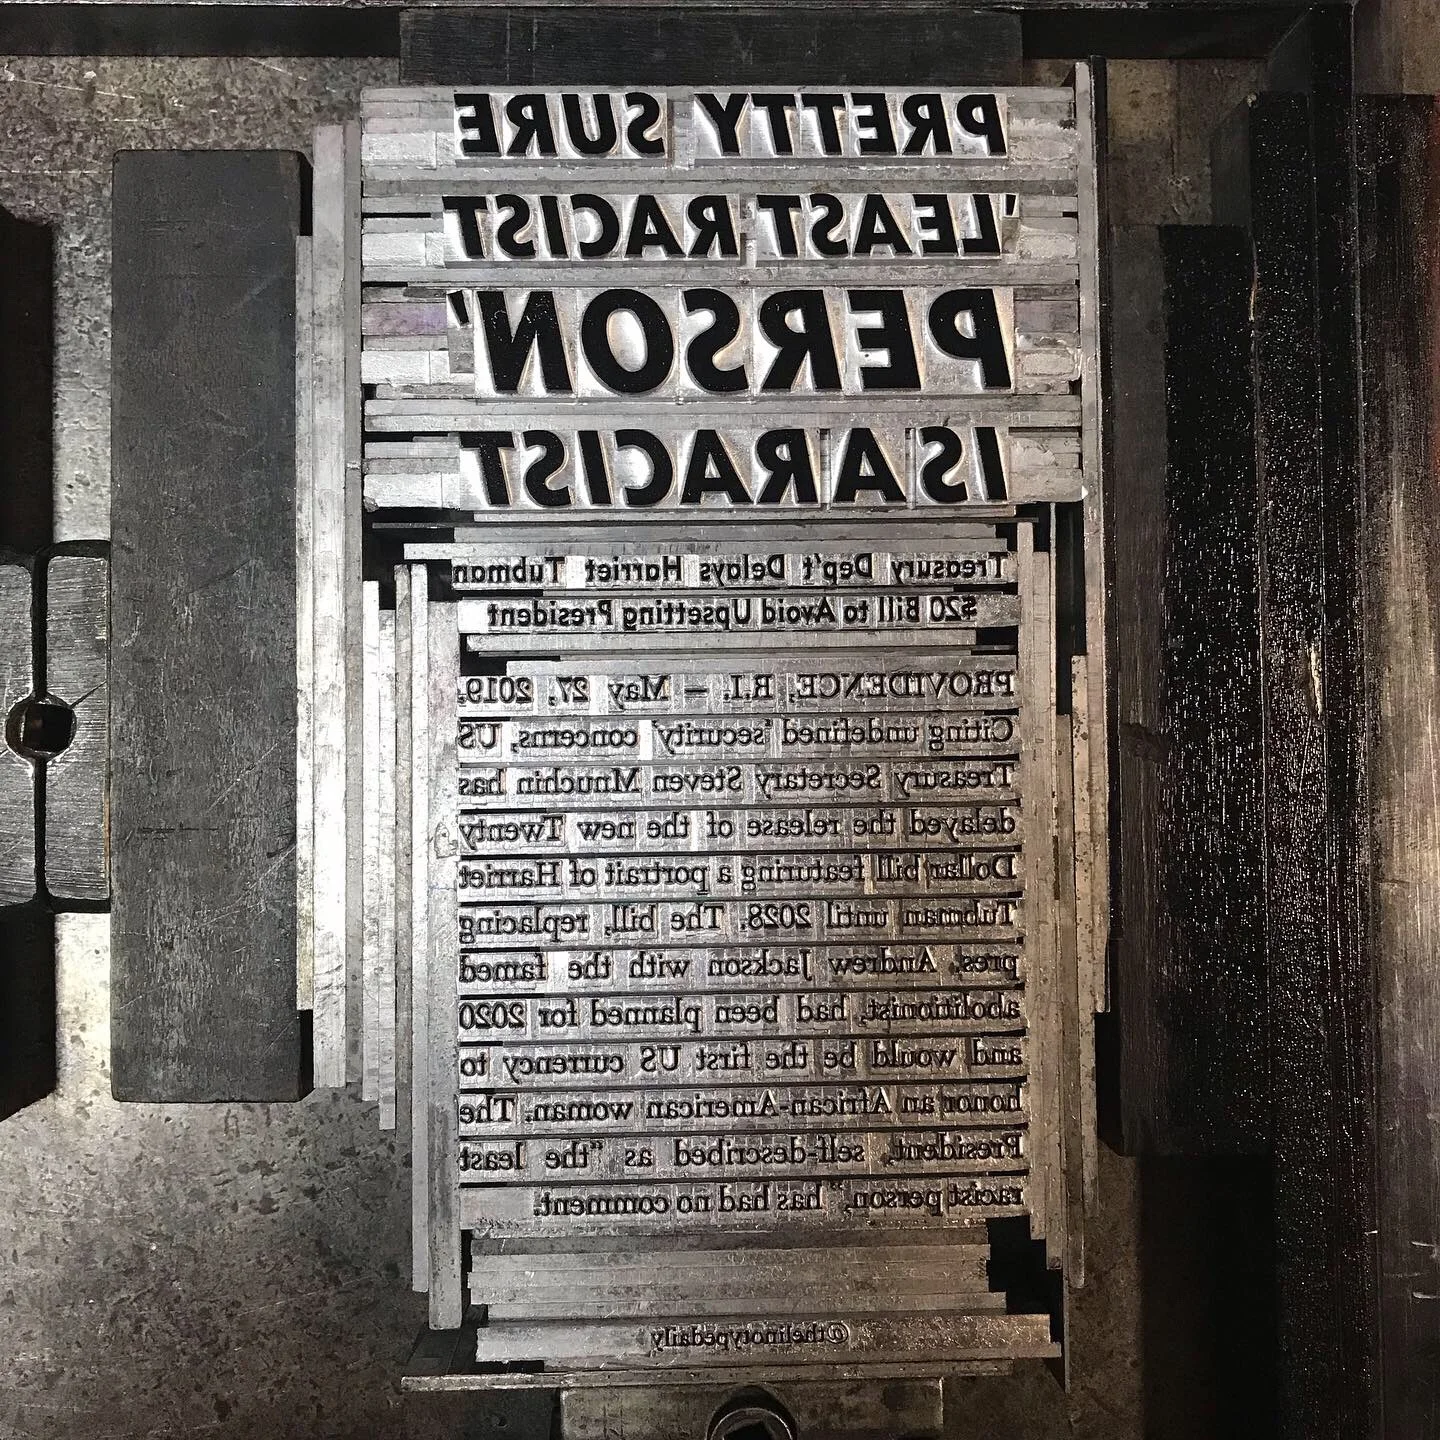 PRETTY SURE
'LEAST RACIST
PERSON'
IS A RACIST
Treasury Dep't Delays Harriet Tubman
$20 Bill to Avoid Upsetting President
PROVIDENCE, R.I. — May 27, 2019.
Citing undefined 'security' concerns, US
Treasury Secretary Steven Mnuchin has
delayed the release of the new Twenty
Dollar bill featuring a portrait of Harriet
Tubman until 2028. The bill, replacing
pres. Andrew Jackson with the famed
abolitionist, had been planned for 2020
and would be the first US currency to
honor an African-American woman. The
President, self-described as "the least
racist person," has had no comment.
@thelinotypedaily